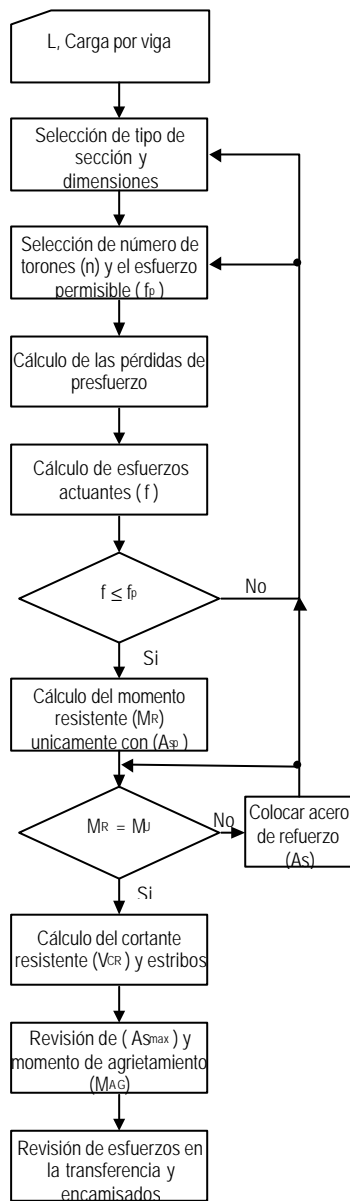 L, Carga por viga
Selección de tipo de
sección y
dimensiones
Selección de número de
torones (n) y el esfuerzo
permisible ( fp )
Cálculo de las pérdidas de
presfuerzo
Cálculo de esfuerzos
actuantes ( f )
f ≤ fp
No
Si
Cálculo del momento
resistente (MR)
unicamente con (Asp )
MR = MU
No
Colocar acero
de refuerzo
(As)
Si
Cálculo del cortante
resistente (VCR) y estribos
Revisión de ( Asmax ) y
momento de agrietamiento
(MAG)
Revisión de esfuerzos en
la transferencia y
encamisados